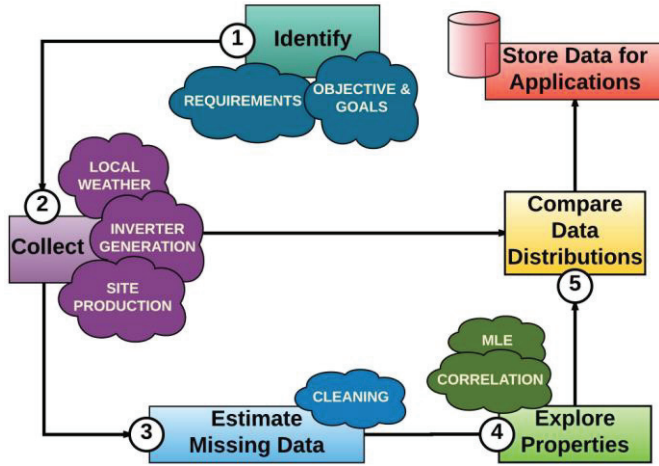 1
Identify
REQUIREMENTS
OBJECTIVE &
GOALS
Store Data for
Applications
LOCAL
WEATHER
2
Collect
INVERTER
GENERATION
SITE
PRODUCTION
Compare
Data
Distributions
5
MLE
CORRELATION
CLEANING
3
Estimate
Missing Data
4
Explore
Properties